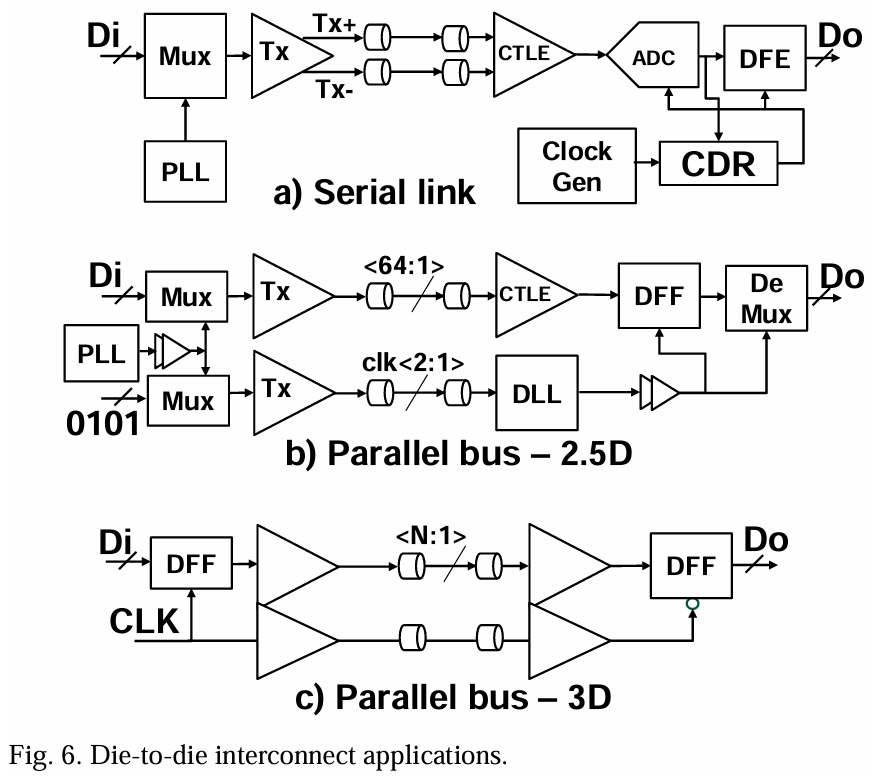 Di
Mux
Tx
Tx+
Tx-
CTLE
ADC
DFE
Do
PLL
Clock
Gen
CDR
a) Serial link
Di
Mux
Tx
<64:1>
CTLE
DFF
De
Mux
Do
PLL
0101
Mux
Tx
clk<2:1>
DLL
b) Parallel bus – 2.5D
Di
DFF
<N:1>
DFF
Do
CLK
c) Parallel bus – 3D
Fig. 6. Die-to-die interconnect applications.